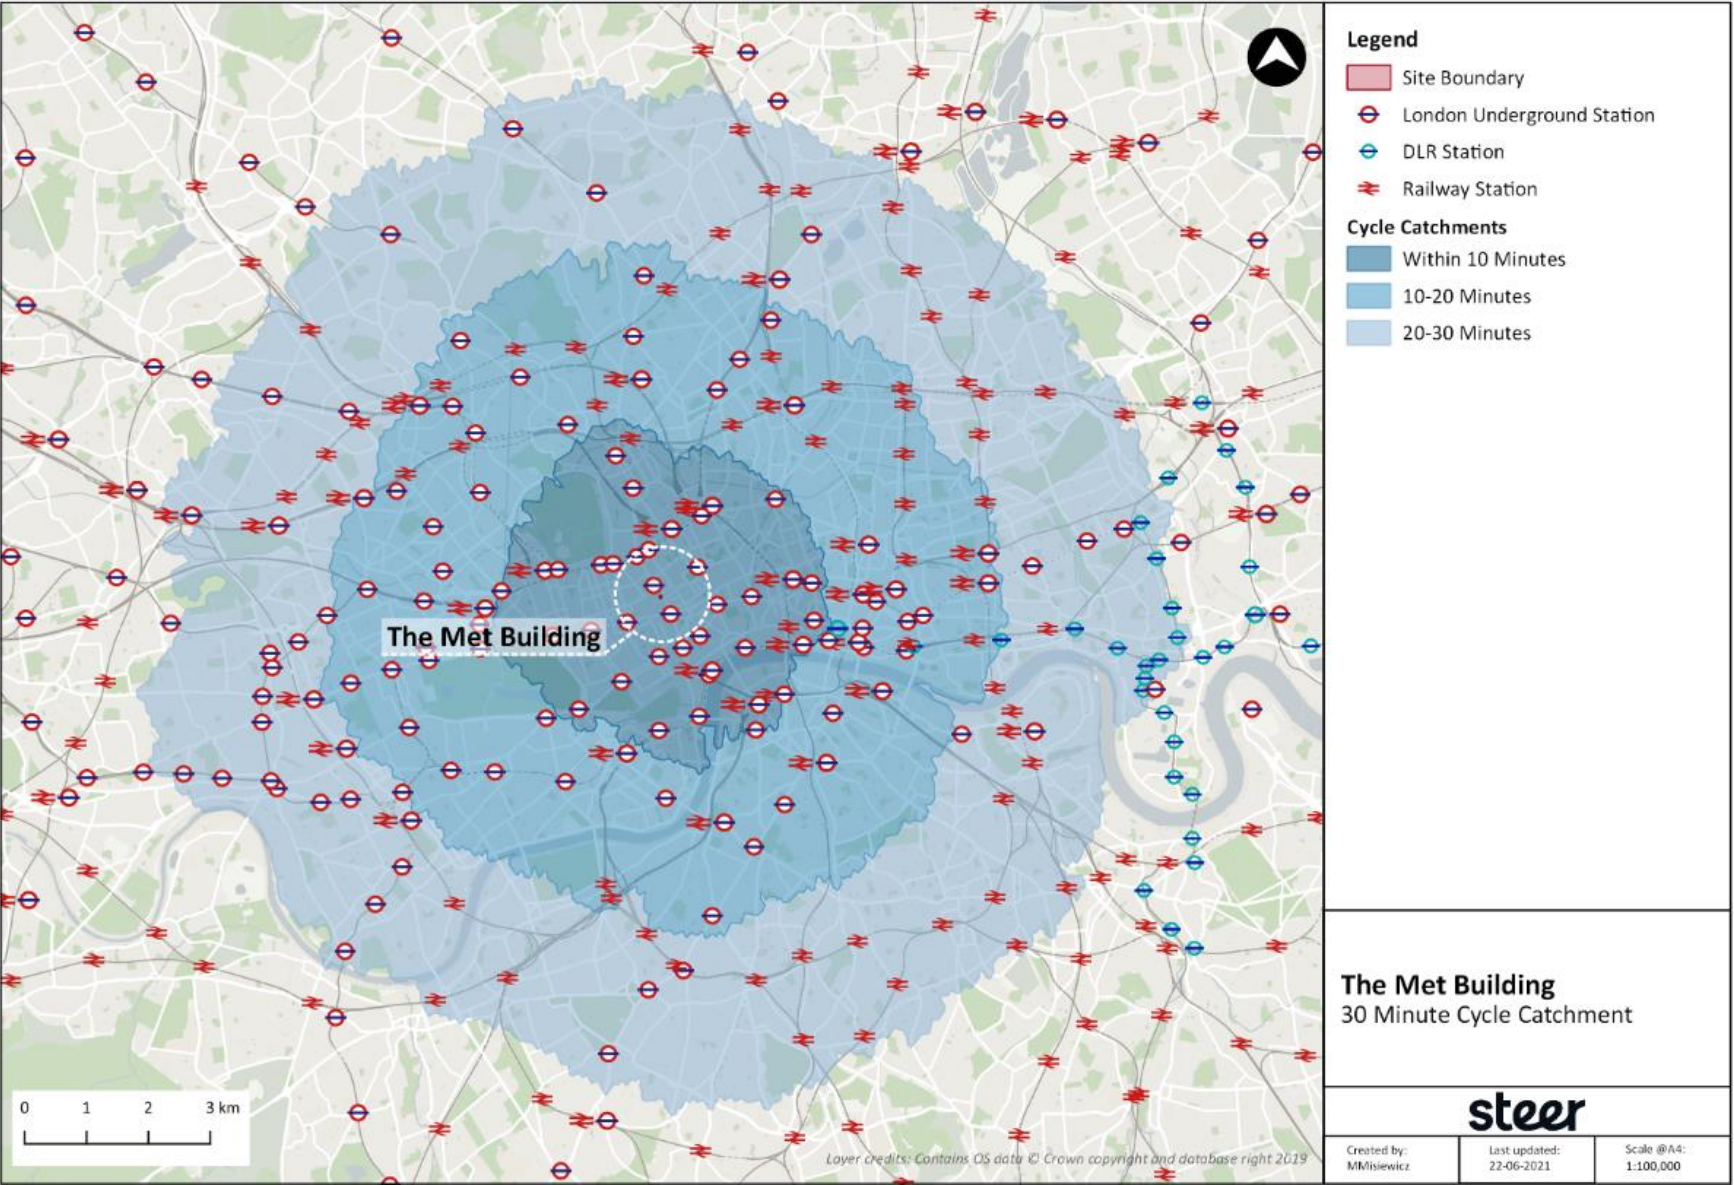 The Met Building
0 1 2 3 km
Layer credits: Contains OS data © Crown copyright and database right 2019
Legend
Site Boundary
London Underground Station
DLR Station
Railway Station
Cycle Catchments
Within 10 Minutes
10-20 Minutes
20-30 Minutes
The Met Building
30 Minute Cycle Catchment
steer
Created by:
MMisiewicz
Last updated:
22-06-2021
Scale @A4:
1:100,000